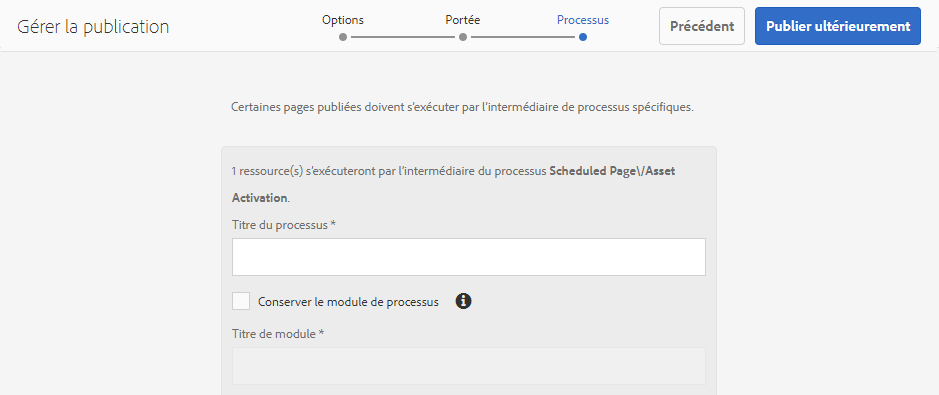 Gérer la publication
Options
Portée
Processus
Précédent
Publier ultérieurement
Certaines pages publiées doivent s'exécuter par l'intermédiaire de processus spécifiques.
1 ressource(s) s'exécuteront par l'intermédiaire du processus Scheduled Page\/Asset
Activation.
Titre du processus *
Conserver le module de processus
Titre de module *